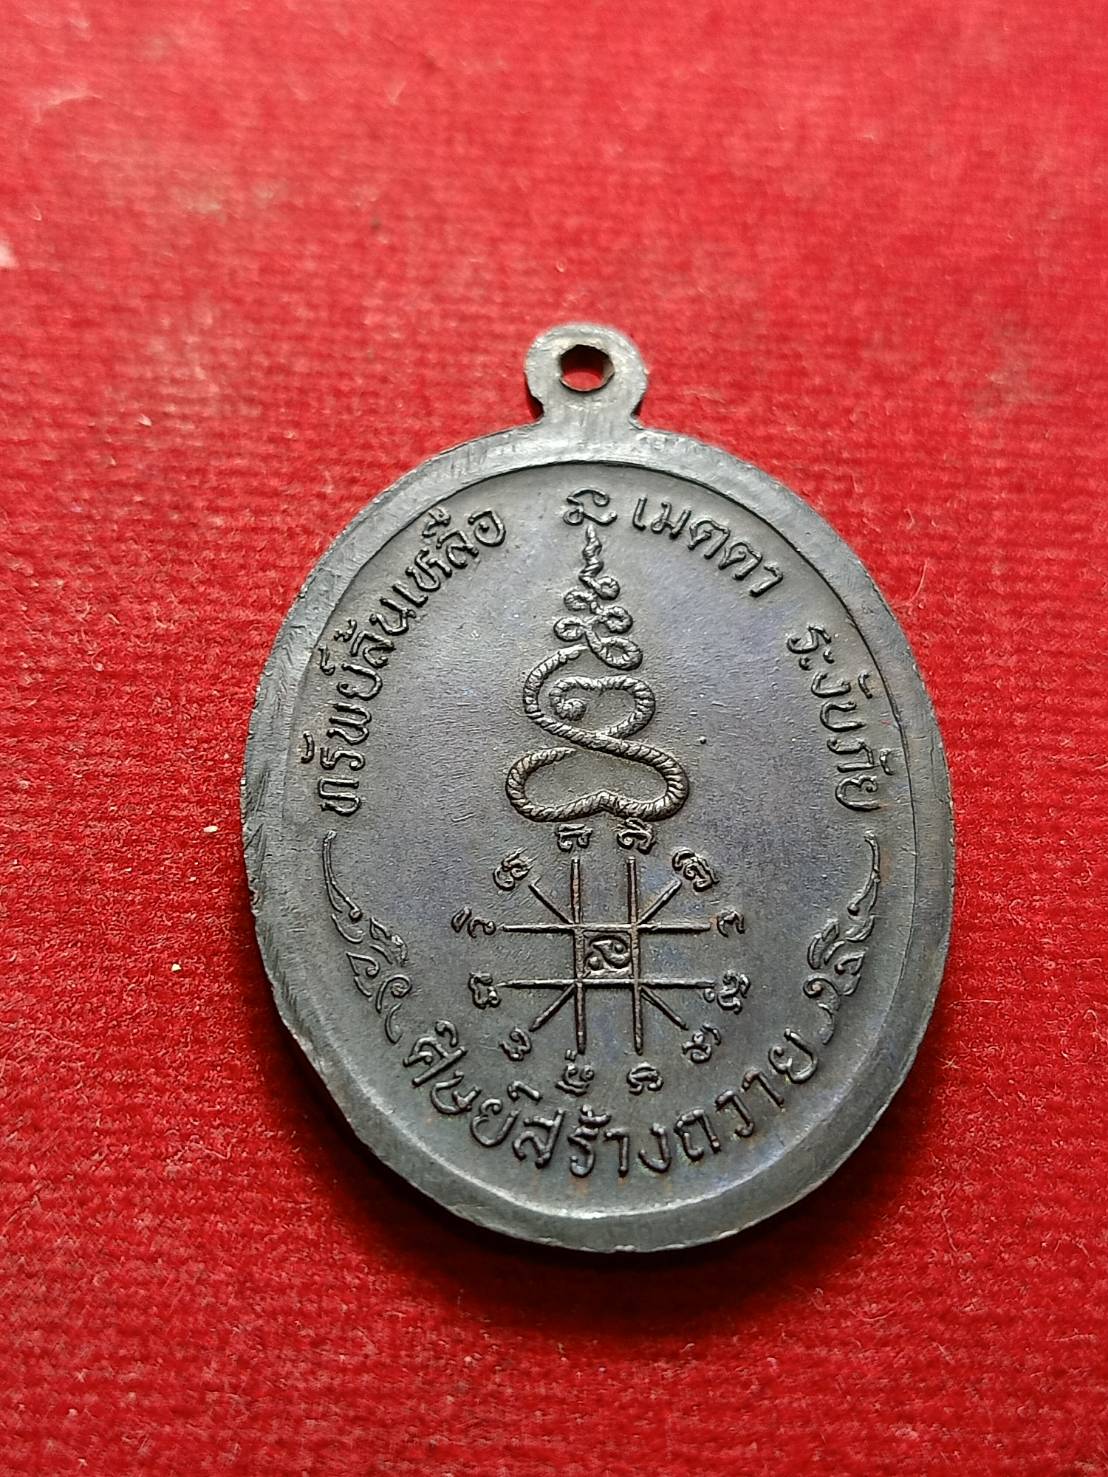 ทรัพย์ล้นเหลือ
เมตตา
ระงับภัย
ศิษย์สร้างถวาย